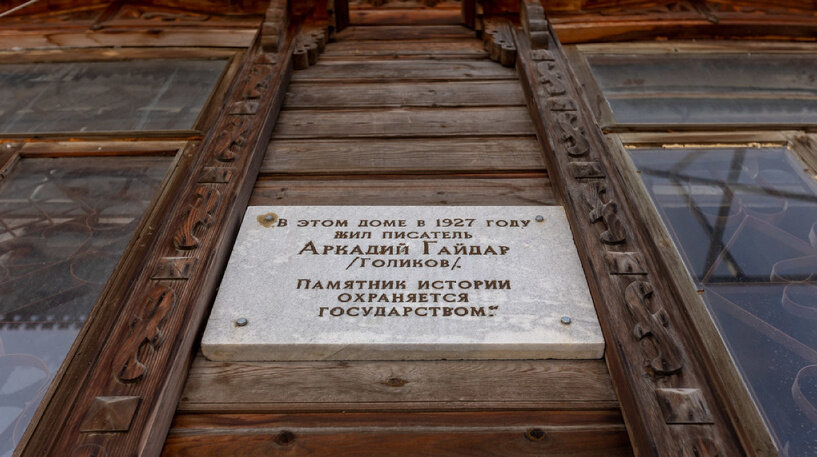 "В ЭТОМ ДОМЕ В 1927 ГОДУ
ЖИЛ ПИСАТЕЛЬ
АРКАДИЙ ГАЙДАР
/ГОЛИКОВ/.
ПАМЯТНИК ИСТОРИИ
ОХРАНЯЕТСЯ
ГОСУДАРСТВОМ."